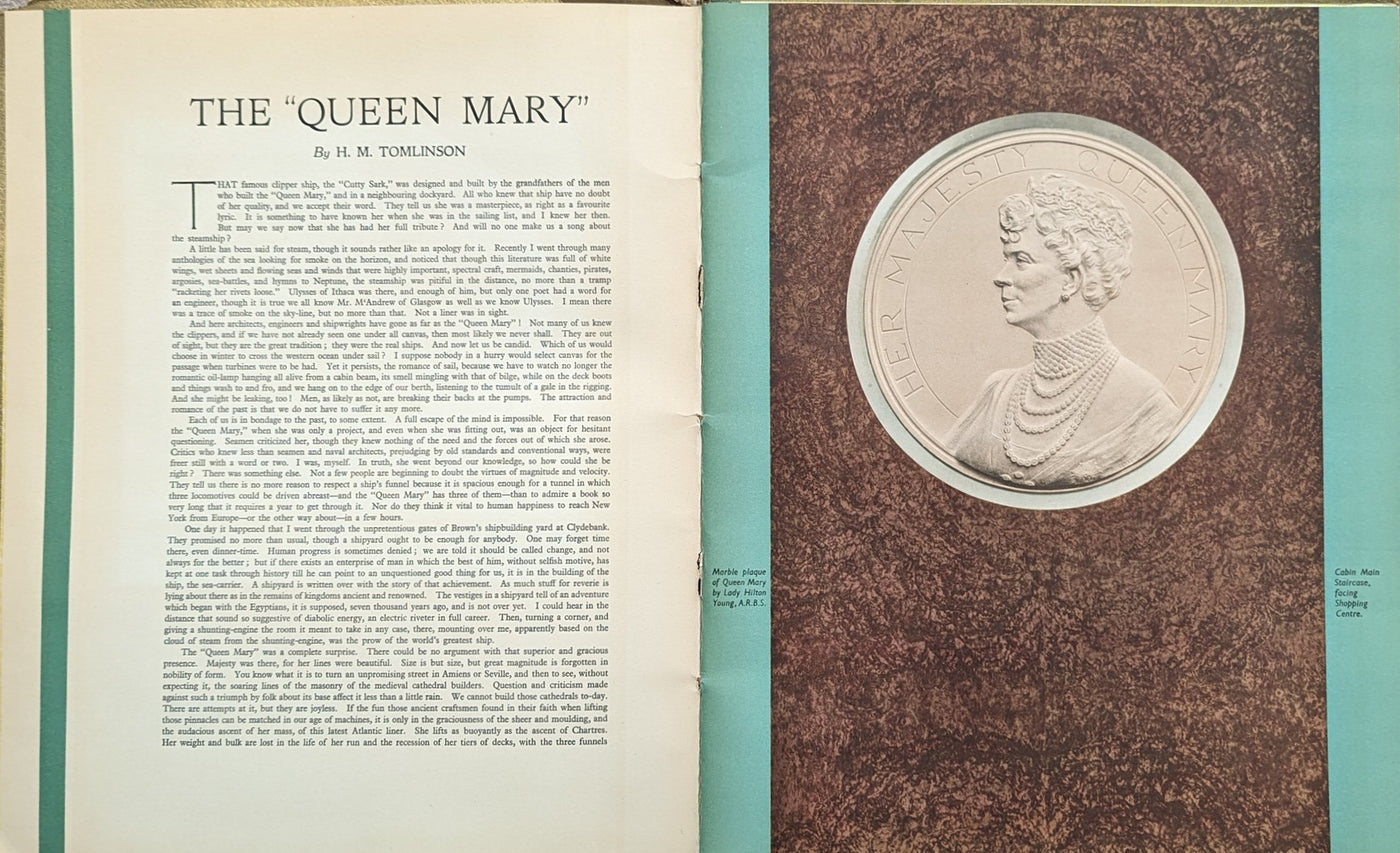 THE “QUEEN MARY”
By H. M. TOMLINSON
THAT famous clipper ship, the “Cutty Sark,” was designed and built by the grandfathers of the men
who built the “Queen Mary,” and in a neighbouring dockyard. All who knew that ship have no doubt
of her quality, and we accept their word. They tell us she was a masterpiece, as right as a favourite
lyric. It is something to have known her when she was in the sailing list, and I knew her then.
But may we say now that she has had her full tribute? And will no one make us a song about
the steamship?
A little has been said for steam, though it sounds rather like an apology for it. Recently I went through many
anthologies of the sea looking for smoke on the horizon, and noticed that though this literature was full of white
wings, wet sheets and flowing seas and winds that were highly important, spectral craft, mermaids, chanties, pirates,
argosies, sea-battles, and hymns to Neptune, the steamship was pitiful in the distance, no more than a tramp
“racketing her rivets loose.” Ulysses of Ithaca was there, and enough of him, but only one poet had a word for
an engineer, though it is true we all know Mr. M‘Andrew of Glasgow as well as we know Ulysses. I mean there
was a trace of smoke on the sky-line, but no more than that. Not a liner was in sight.
And here architects, engineers and shipwrights have gone as far as the “Queen Mary”! Not many of us knew
the clippers, and if we have not already seen one under all canvas, then most likely we never shall. They are out
of sight, but they are the great tradition; they were the real ships. And now let us be candid. Which of us would
choose in winter to cross the western ocean under sail? I suppose nobody in a hurry would select canvas for the
passage when turbines were to be had. Yet it persists, the romance of sail, because we have to watch no longer the
romantic oil-lamp hanging all alive from a cabin beam, its smell mingling with that of bilge, while on the deck boots
and things wash to and fro, and we hang on to the edge of our berth, listening to the tumult of a gale in the rigging.
And she might be leaking, too! Men, as likely as not, are breaking their backs at the pumps. The attraction and
romance of the past is that we do not have to suffer it any more.
Each of us is in bondage to the past, to some extent. A full escape of the mind is impossible. For that reason
the “Queen Mary,” when she was only a project, and even when she was fitting out, was an object for hesitant
questioning. Seamen criticized her, though they knew nothing of the need and the forces out of which she arose.
Critics who knew less than seamen and naval architects, prejudging by old standards and conventional ways, were
freer still with a word or two. I was, myself. In truth, she went beyond our knowledge, so how could she be
right? There was something else. Not a few people are beginning to doubt the virtues of magnitude and velocity.
They tell us there is no more reason to respect a ship's funnel because it is spacious enough for a tunnel in which
three locomotives could be driven abreast—and the “Queen Mary” has three of them—than to admire a book so
very long that it requires a year to get through it. Nor do they think it vital to human happiness to reach New
York from Europe—or the other way about—in a few hours.
One day it happened that I went through the unpretentious gates of Brown's shipbuilding yard at Clydebank.
They promised no more than usual, though a shipyard ought to be enough for anybody. One may forget time
there, even dinner-time. Human progress is sometimes denied; we are told it should be called change, and not
always for the better; but if there exists an enterprise of man in which the best of him, without selfish motive, has
kept at one task through history till he can point to an unquestioned good thing for us, it is in the building of the
ship, the sea-carrier. A shipyard is written over with the story of that achievement. As much stuff for reverie is
lying about there as in the remains of kingdoms ancient and renowned. The vestiges in a shipyard tell of an adventure
which began with the Egyptians, it is supposed, seven thousand years ago, and is not over yet. I could hear in the
distance that sound so suggestive of diabolic energy, an electric riveter in full career. Then, turning a corner, and
giving a shunting-engine the room it meant to take in any case, there, mounting over me, apparently based on the
cloud of steam from the shunting-engine, was the prow of the world's greatest ship.
The “Queen Mary” was a complete surprise. There could be no argument with that superior and gracious
presence. Majesty was there, for her lines were beautiful. Size is but size, but great magnitude is forgotten in
nobility of form. You know what it is to turn an unpromising street in Amiens or Seville, and then to see, without
expecting it, the soaring lines of the masonry of the medieval cathedral builders. Question and criticism made
against such a triumph by folk about its base affect it less than a little rain. We cannot build those cathedrals to-day.
There are attempts at it, but they are joyless. If the fun those ancient craftsmen found in their faith when lifting
those pinnacles can be matched in our age of machines, it is only in the graciousness of the sheer and moulding, and
the audacious ascent of her mass, of this latest Atlantic liner. She lifts as buoyantly as the ascent of Chartres.
Her weight and bulk are lost in the life of her run and the recession of her tiers of decks, with the three funnels
HER MAJESTY QUEEN MARY
Marble plaque
of Queen Mary
by Lady Hilton
Young, A.R.B.S.
Cabin Main
Staircase,
facing
Shopping
Centre.